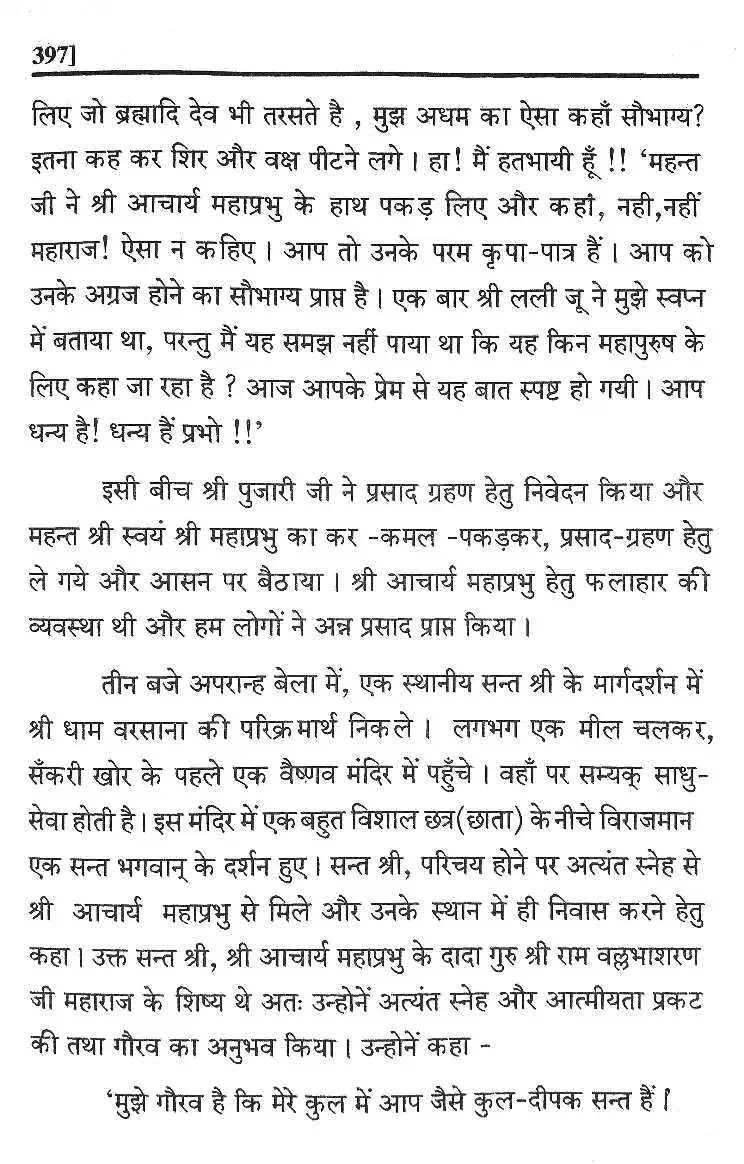 397]
लिए जो ब्रह्मादि देव भी तरसते है , मुझ अधम का ऐसा कहाँ सौभाग्य?
इतना कह कर शिर और वक्ष पीटने लगे । हा! मैं हतभायी हूँ !! ‘महन्त
जी ने श्री आचार्य महाप्रभु के हाथ पकड़ लिए और कहां, नही,नहीं
महाराज! ऐसा न कहिए । आप तो उनके परम कृपा-पात्र हैं । आप को
उनके अग्रज होने का सौभाग्य प्राप्त है । एक बार श्री लली जू ने मुझे स्वप्न
में बताया था, परन्तु मैं यह समझ नहीं पाया था कि यह किन महापुरुष के
लिए कहा जा रहा है ? आज आपके प्रेम से यह बात स्पष्ट हो गयी । आप
धन्य है! धन्य हैं प्रभो !!’
इसी बीच श्री पुजारी जी ने प्रसाद ग्रहण हेतु निवेदन किया और
महन्त श्री स्वयं श्री महाप्रभु का कर -कमल -पकड़कर, प्रसाद-ग्रहण हेतु
ले गये और आसन पर बैठाया । श्री आचार्य महाप्रभु हेतु फलाहार की
व्यवस्था थी और हम लोगों ने अन्न प्रसाद प्राप्त किया ।
तीन बजे अपरान्ह बेला में, एक स्थानीय सन्त श्री के मार्गदर्शन में
श्री धाम वरसाना की परिक्रमार्थ निकले । लगभग एक मील चलकर,
सँकरी खोर के पहले एक वैष्णव मंदिर में पहुँचे । वहाँ पर सम्यक् साधु-
सेवा होती है । इस मंदिर में एक बहुत विशाल छत्र(छाता) के नीचे विराजमान
एक सन्त भगवान् के दर्शन हुए । सन्त श्री, परिचय होने पर अत्यंत स्नेह से
श्री आचार्य महाप्रभु से मिले और उनके स्थान में ही निवास करने हेतु
कहा । उक्त सन्त श्री, श्री आचार्य महाप्रभु के दादा गुरु श्री राम वल्लभाशरण
जी महाराज के शिष्य थे अतः उन्होनें अत्यंत स्नेह और आत्मीयता प्रकट
की तथा गौरव का अनुभव किया । उन्होनें कहा -
‘मुझे गौरव है कि मेरे कुल में आप जैसे कुल-दीपक सन्त हैं ।